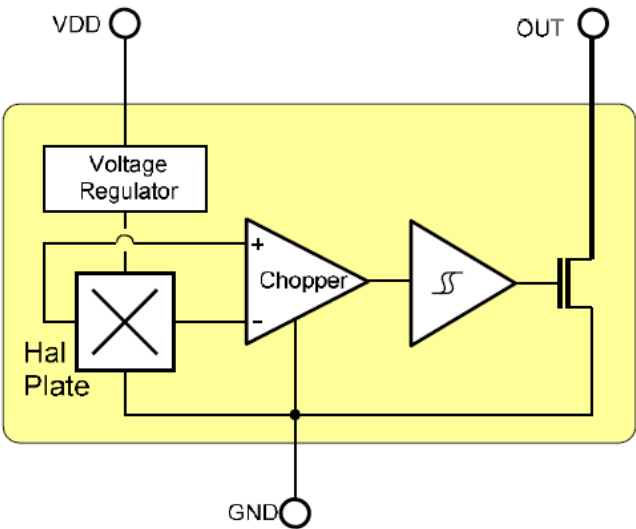 VDD
OUT
Voltage
Regulator
+
Chopper
-
Hal
Plate
GND